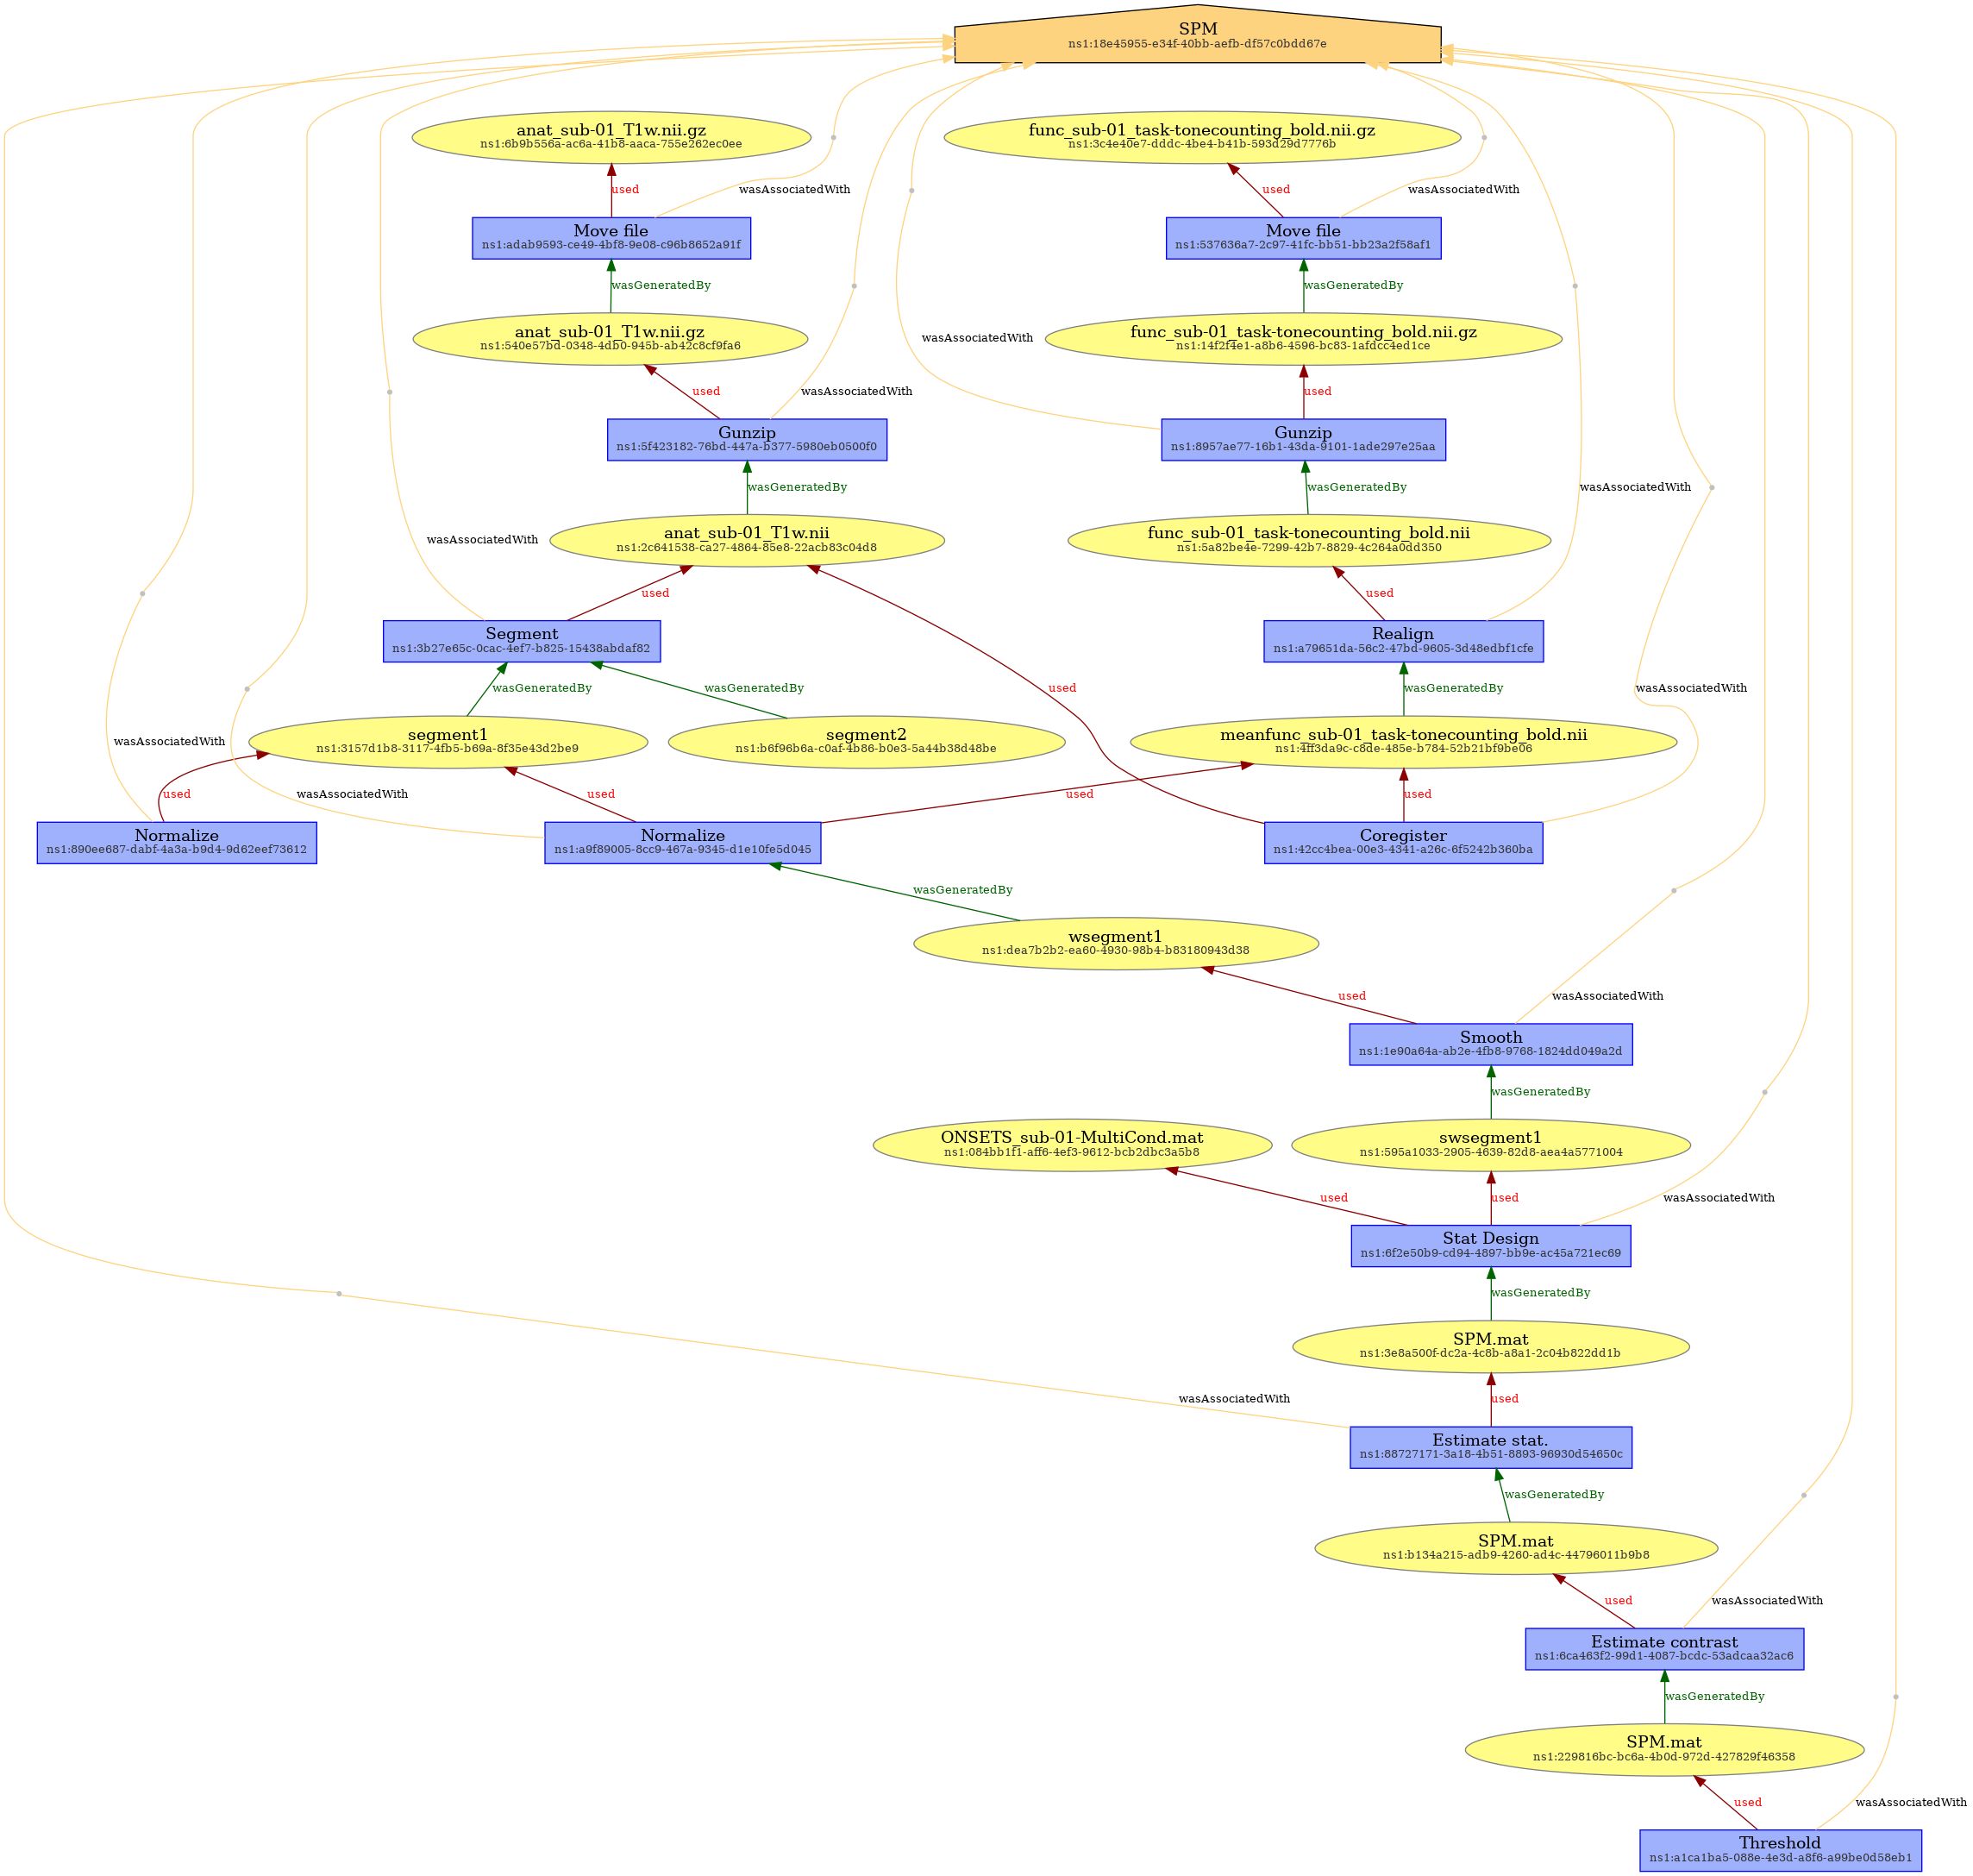 SPM
ns1:18e45955-e34f-40bb-aefb-df57c0bdd67e
anat_sub-01_T1w.nii.gz
ns1:6b9b556a-ac6a-41b8-aaca-755e262ec0ee
func_sub-01_task-tonecounting_bold.nii.gz
ns1:3c4e40e7-dddc-4be4-b41b-593d29d7776b
used
wasAssociatedWith
used
wasAssociatedWith
Move file
ns1:adab9593-ce49-4bf8-9e08-c96b8652a91f
Move file
ns1:537636a7-2c97-41fc-bb51-bb23a2f58af1
wasGeneratedBy
wasGeneratedBy
anat_sub-01_T1w.nii.gz
ns1:540e57bd-0348-4db0-945b-ab42c8cf9fa6
wasAssociatedWith
func_sub-01_task-tonecounting_bold.nii.gz
ns1:14f2f4e1-a8b6-4596-bc83-1afdcc4ed1ce
used
wasAssociatedWith
used
Gunzip
ns1:5f423182-76bd-447a-b377-5980eb0500f0
Gunzip
ns1:8957ae77-16b1-43da-9101-1ade297e25aa
wasGeneratedBy
wasGeneratedBy
wasAssociatedWith
wasAssociatedWith
anat_sub-01_T1w.nii
ns1:2c641538-ca27-4864-85e8-22acb83c04d8
func_sub-01_task-tonecounting_bold.nii
ns1:5a82be4e-7299-42b7-8829-4c264a0dd350
used
used
Segment
ns1:3b27e65c-0cac-4ef7-b825-15438abdaf82
Realign
ns1:a79651da-56c2-47bd-9605-3d48edbf1cfe
wasGeneratedBy
wasGeneratedBy
used
wasGeneratedBy
wasAssociatedWith
wasAssociatedWith
segment1
ns1:3157d1b8-3117-4fb5-b69a-8f35e43d2be9
segment2
ns1:b6f96b6a-c0af-4b86-b0e3-5a44b38d48be
meanfunc_sub-01_task-tonecounting_bold.nii
ns1:4ff3da9c-c8de-485e-b784-52b21bf9be06
used
wasAssociatedWith
used
used
used
Normalize
ns1:890ee687-dabf-4a3a-b9d4-9d62eef73612
Normalize
ns1:a9f89005-8cc9-467a-9345-d1e10fe5d045
Coregister
ns1:42cc4bea-00e3-4341-a26c-6f5242b360ba
wasGeneratedBy
wsegment1
ns1:dea7b2b2-ea60-4930-98b4-b83180943d38
used
wasAssociatedWith
Smooth
ns1:1e90a64a-ab2e-4fb8-9768-1824dd049a2d
wasGeneratedBy
ONSETS_sub-01-MultiCond.mat
ns1:084bb1f1-aff6-4ef3-9612-bcb2dbc3a5b8
swsegment1
ns1:595a1033-2905-4639-82d8-aea4a5771004
used
used
wasAssociatedWith
Stat Design
ns1:6f2e50b9-cd94-4897-bb9e-ac45a721ec69
wasGeneratedBy
SPM.mat
ns1:3e8a500f-dc2a-4c8b-a8a1-2c04b822dd1b
wasAssociatedWith
used
Estimate stat.
ns1:88727171-3a18-4b51-8893-96930d54650c
wasGeneratedBy
SPM.mat
ns1:b134a215-adb9-4260-ad4c-44796011b9b8
used
wasAssociatedWith
Estimate contrast
ns1:6ca463f2-99d1-4087-bcdc-53adcaa32ac6
wasGeneratedBy
SPM.mat
ns1:229816bc-bc6a-4b0d-972d-427829f46358
used
wasAssociatedWith
Threshold
ns1:a1ca1ba5-088e-4e3d-a8f6-a99be0d58eb1